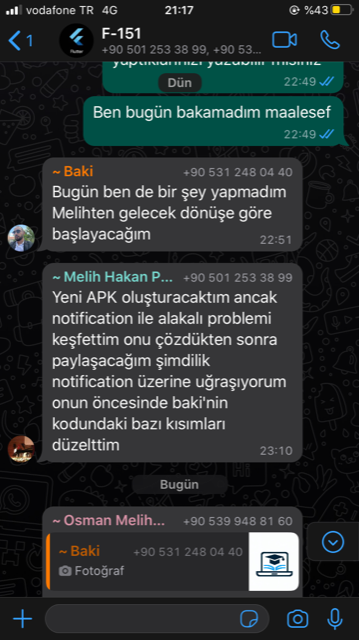 vodafone TR 4G 21:17 %43
1 F-151
+90 501 253 38 99, +90 53...
yaptıklarınızı yazabilir misiniz
22:49
Dün
Ben bugün bakamadım maalesef
22:49
~ Baki +90 531 248 04 40
Bugün ben de bir şey yapmadım
Melihten gelecek dönüşe göre
başlayacağım
22:51
~ Melih Hakan P... +90 501 253 38 99
Yeni APK oluşturacaktım ancak
notification ile alakalı problemi
keşfettim onu çözdükten sonra
paylaşacağım şimdilik
notification üzerine uğraşıyorum
onun öncesinde baki'nin
kodundaki bazı kısımları
düzelttim
23:10
Bugün
~ Osman Melih... +90 539 948 81 60
~ Baki +90 531 248 04 40
Fotoğraf